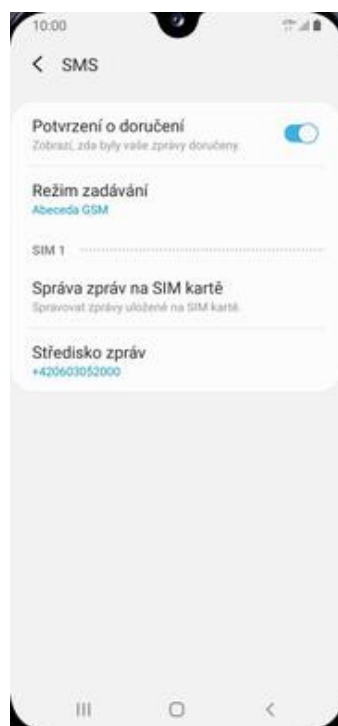 10:00
SMS
Potvrzení o doručení
Zobrazí, zda byly vaše zprávy doručeny.
Režim zadávání
Abeceda GSM
SIM 1
Správa zpráv na SIM kartě
Spravovat zprávy uložené na SIM kartě.
Středisko zpráv
+420603052000